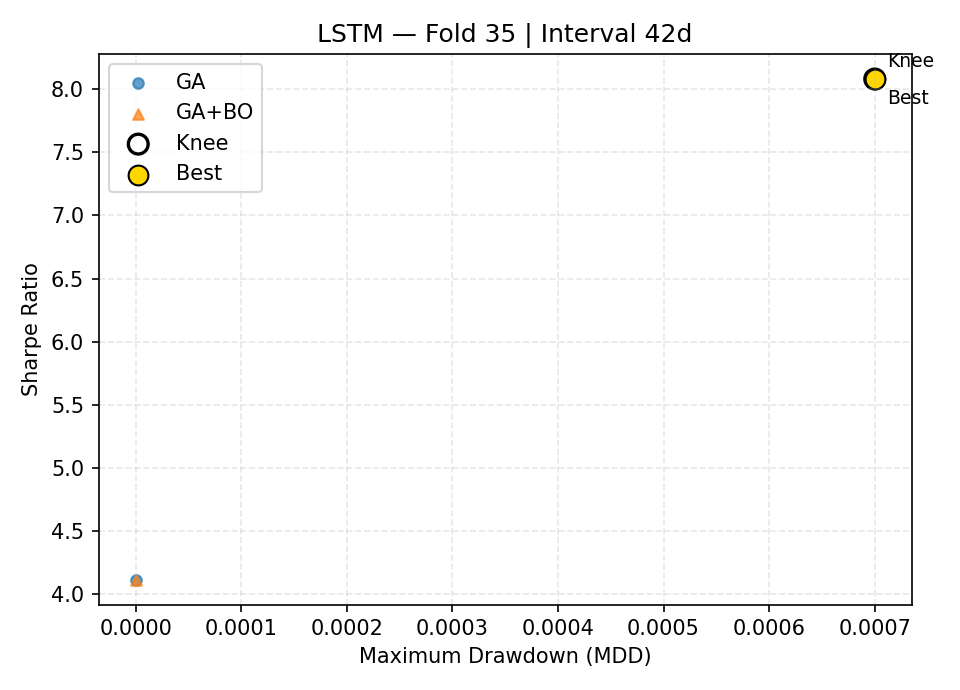 LSTM — Fold 35 | Interval 42d
GA
GA+BO
Knee
Best
Knee
Best
Sharpe Ratio
8.0
7.5
7.0
6.5
6.0
5.5
5.0
4.5
4.0
0.0000 0.0001 0.0002 0.0003 0.0004 0.0005 0.0006 0.0007
Maximum Drawdown (MDD)